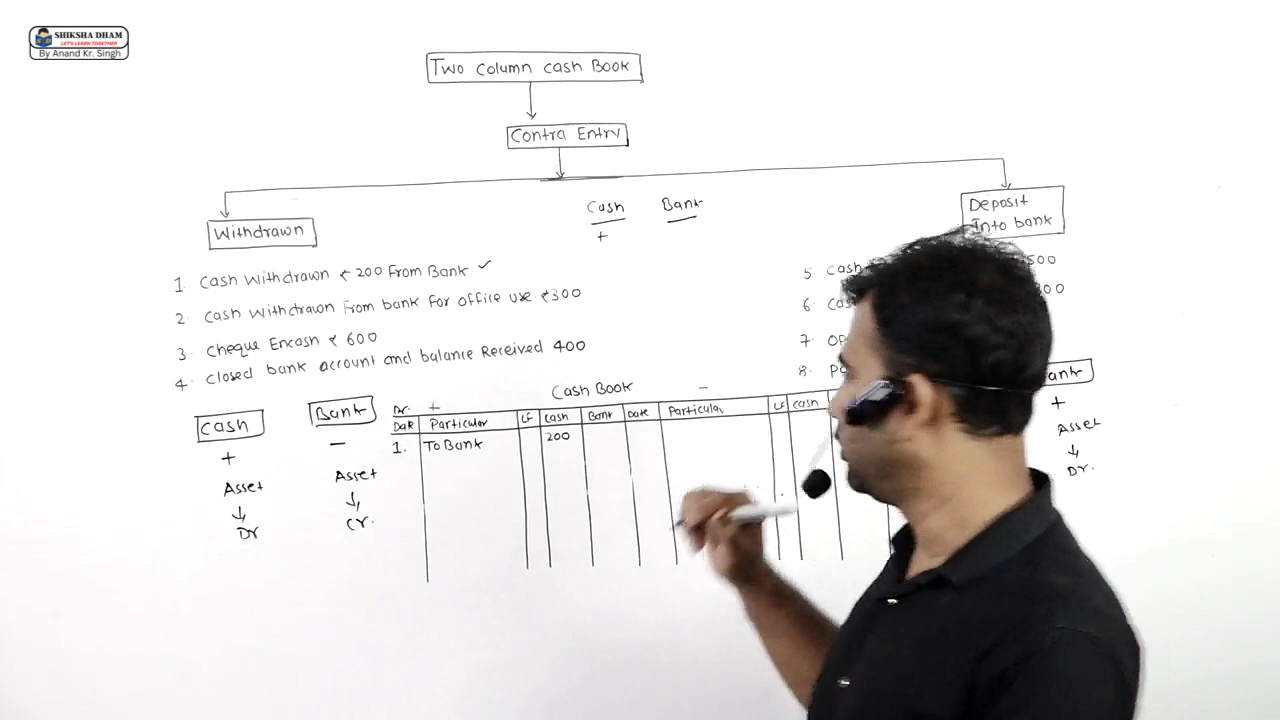 SHIKSHA DHAM
LET'S LEARN TOGETHER
By Anand Kr. Singh
Two column cash Book
Contra Entry
Withdrawn
Cash Bank
+
Deposit
Into bank
1. Cash Withdrawn ₹ 200 From Bank ✓
2. Cash Withdrawn From bank For office use ₹300
3. Cheque Encash ₹ 600
4. Closed bank account and balance Received 400
5. Cash 500
6. 00
7. Op
8.
Cash Book
Cash
+
Asset
↓
Dr
Bank
−
Asset
↓
Cr.
Dr. + −
Date Particular LF Cash Bank Date Particular LF cash
1. To Bank 200
+
Asset
↓
Dr.